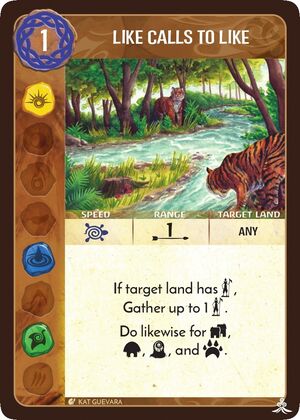 1
LIKE CALLS TO LIKE
SPEED RANGE TARGET LAND
1 ANY
If target land has ,
Gather up to 1 .
Do likewise for ,
, , and .
KAT GUEVARA